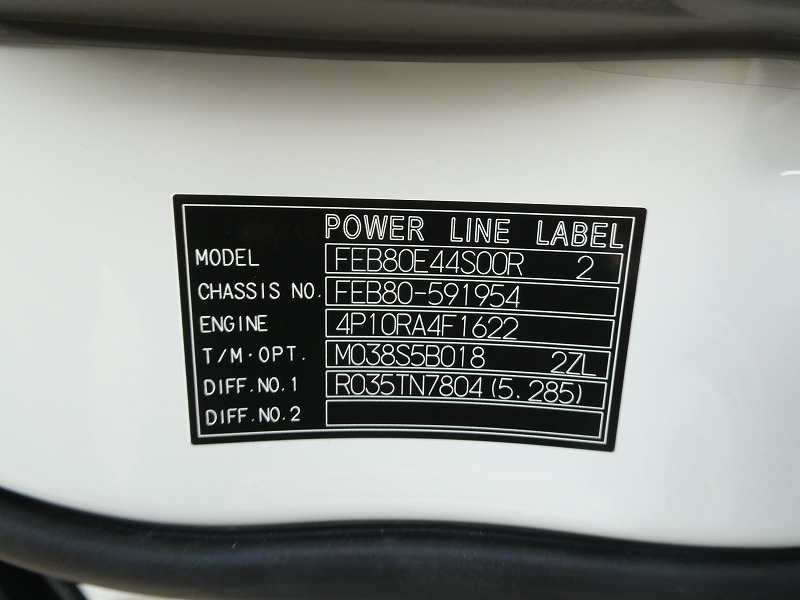 POWER LINE LABEL
MODEL FEB80E44S00R 2
CHASSIS NO. FEB80-591954
ENGINE 4P10RA4F1622
T/M·OPT. M038S5B018 2ZL
DIFF.NO.1 R035TN7804(5.285)
DIFF.NO.2